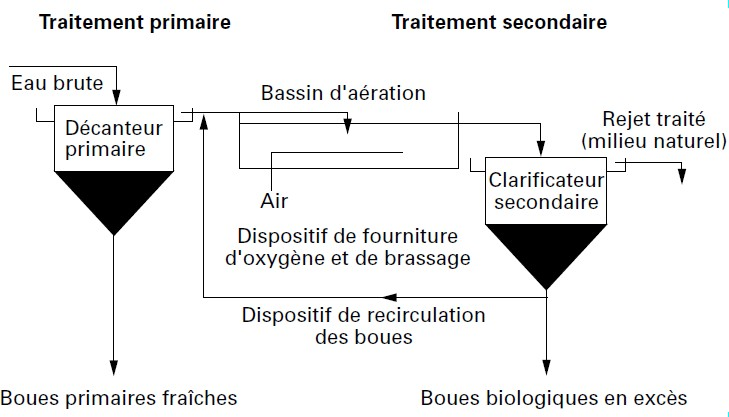 Traitement primaire
Traitement secondaire
Eau brute
Bassin d'aération
Rejet traité
(milieu naturel)
Décanteur
primaire
Clarificateur
secondaire
Air
Dispositif de fourniture
d'oxygène et de brassage
Dispositif de recirculation
des boues
Boues primaires fraîches
Boues biologiques en excès